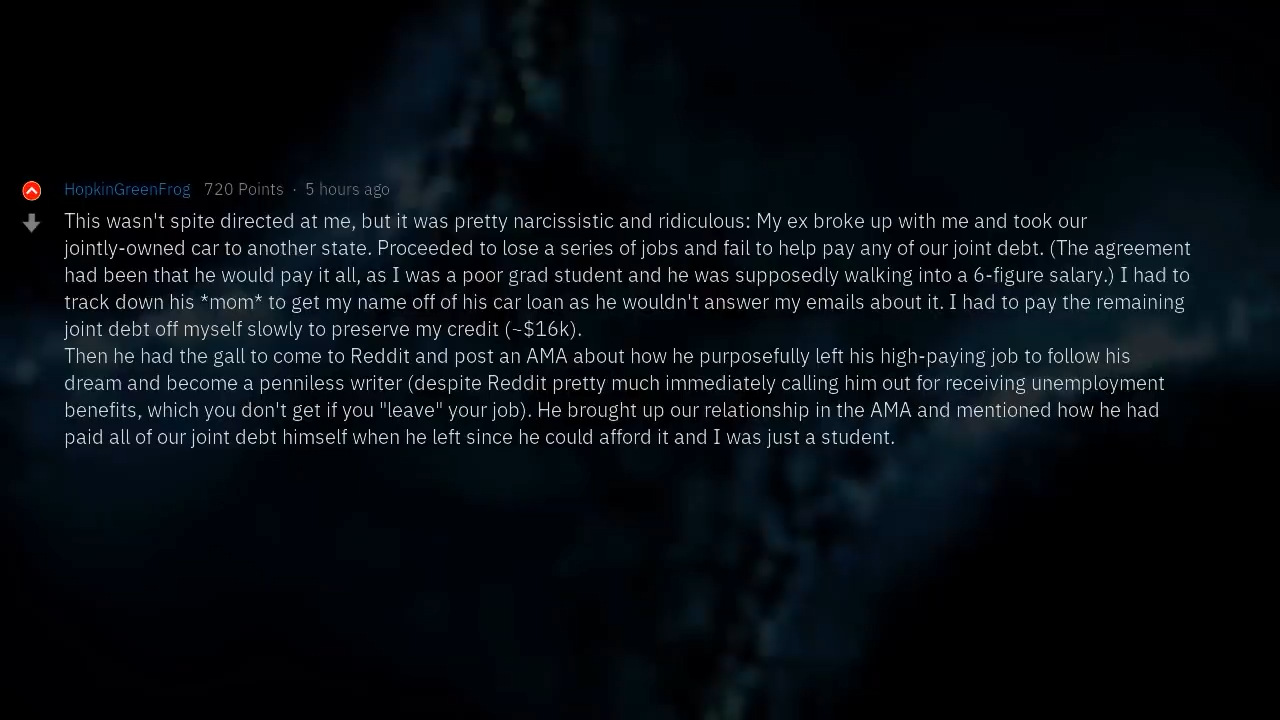 HopkinGreenFrog 720 Points · 5 hours ago
This wasn't spite directed at me, but it was pretty narcissistic and ridiculous: My ex broke up with me and took our
jointly-owned car to another state. Proceeded to lose a series of jobs and fail to help pay any of our joint debt. (The agreement
had been that he would pay it all, as I was a poor grad student and he was supposedly walking into a 6-figure salary.) I had to
track down his *mom* to get my name off of his car loan as he wouldn't answer my emails about it. I had to pay the remaining
joint debt off myself slowly to preserve my credit (~$16k).
Then he had the gall to come to Reddit and post an AMA about how he purposefully left his high-paying job to follow his
dream and become a penniless writer (despite Reddit pretty much immediately calling him out for receiving unemployment
benefits, which you don't get if you "leave" your job). He brought up our relationship in the AMA and mentioned how he had
paid all of our joint debt himself when he left since he could afford it and I was just a student.